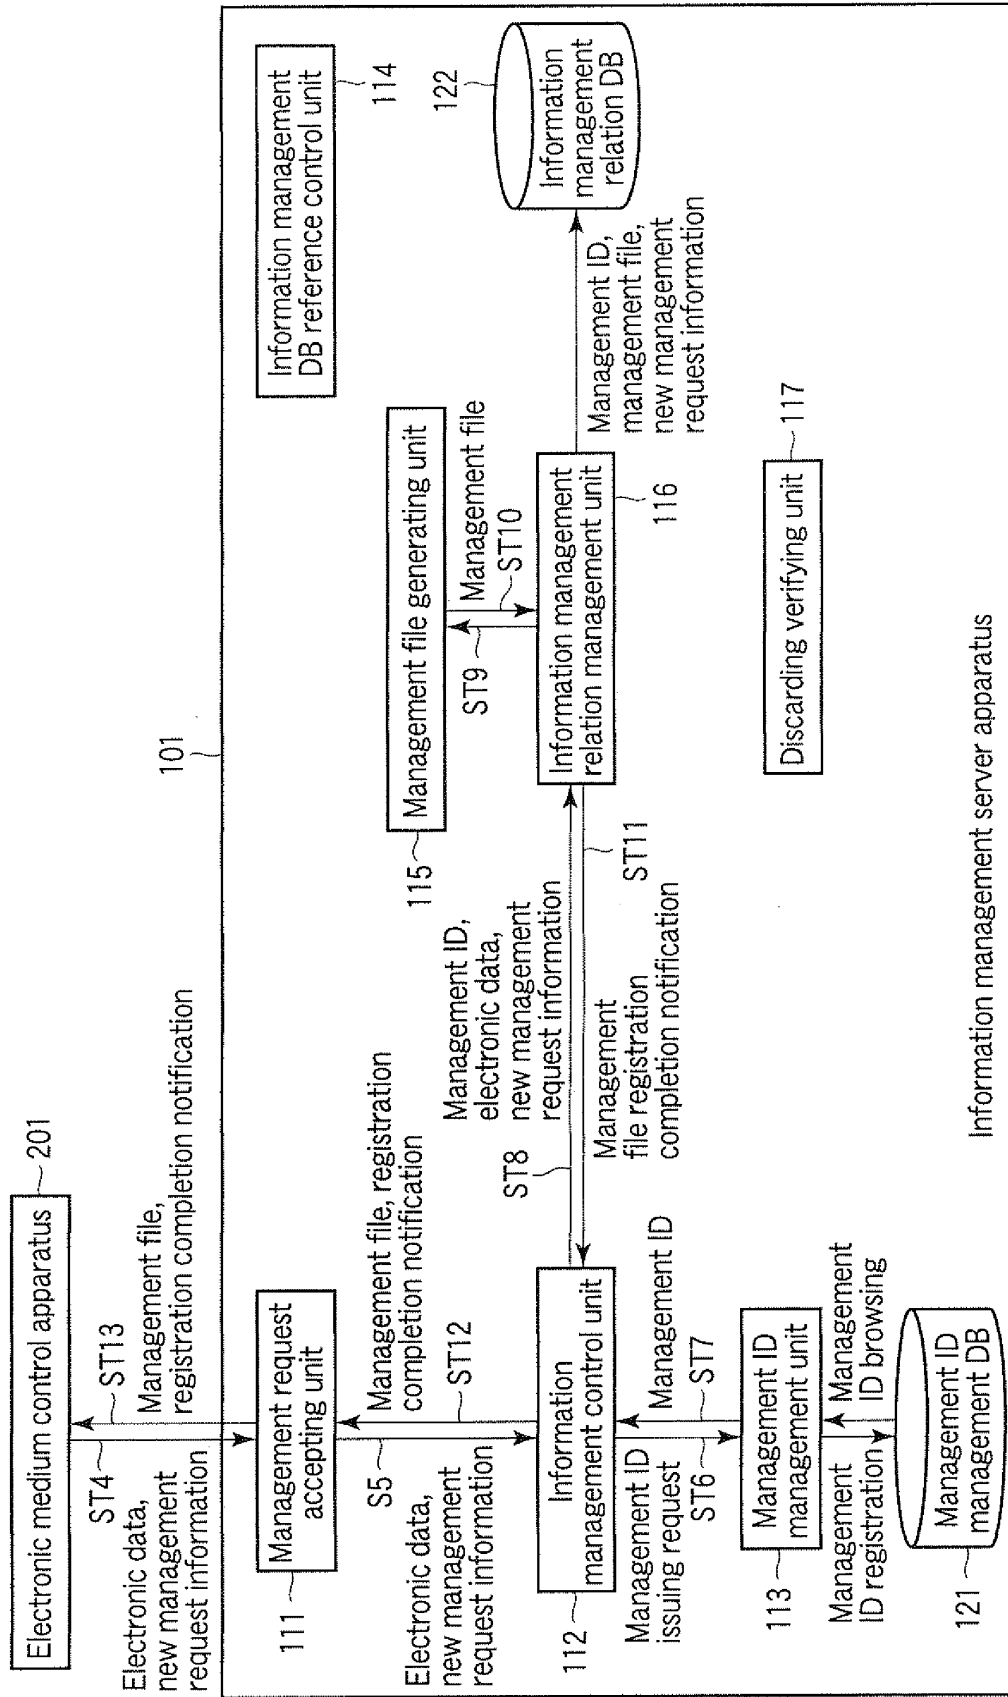 Electronic medium control apparatus
201
ST4
Electronic data,
new management
request information
ST13
Management file,
registration completion notification
101
Management request
accepting unit
111
S5
Electronic data,
new management
request information
ST12
Management file, registration
completion notification
Information
management control unit
112
Management ID
issuing request
ST6
Management ID
ST7
Management ID
management unit
113
Management
ID registration
Management
ID browsing
Management ID
management DB
121
ST8
Management ID,
electronic data,
new management
request information
ST11
Management
file registration
completion notification
Management file generating unit
115
ST9
Management file
ST10
Information management
relation management unit
116
Management ID,
management file,
new management
request information
Information
management
relation DB
122
Information management
DB reference control unit
114
Discarding verifying unit
117
Information management server apparatus